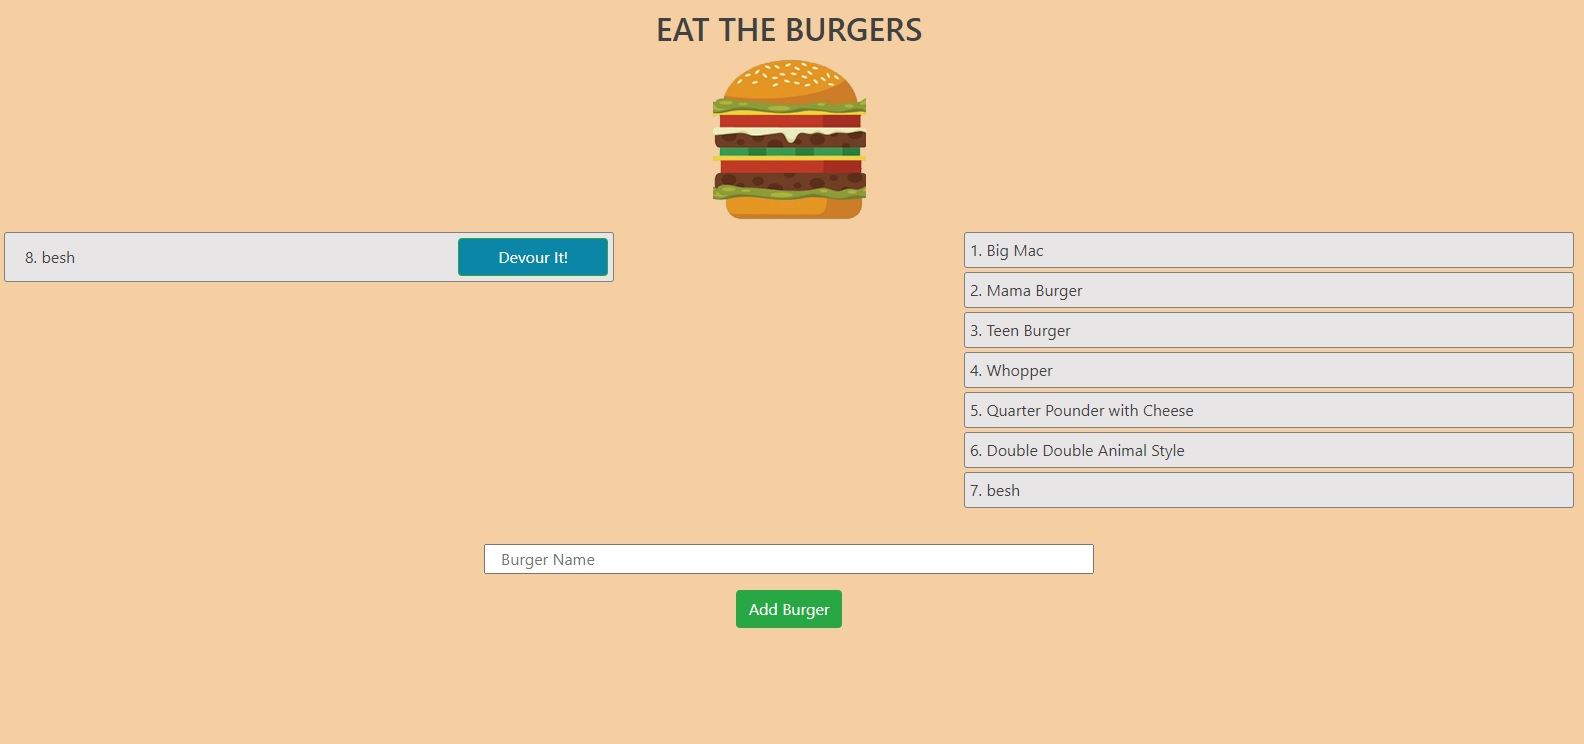 EAT THE BURGERS
8. besh
Devour It!
1. Big Mac
2. Mama Burger
3. Teen Burger
4. Whopper
5. Quarter Pounder with Cheese
6. Double Double Animal Style
7. besh
Burger Name
Add Burger